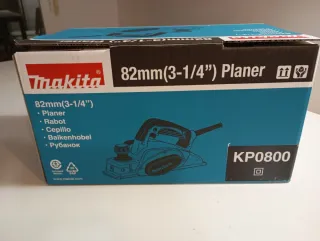 makita
82mm(3-1/4") Planer
82mm(3-1/4")
· Planer
· Rabot
· Cepillo
· Balkenhobel
· Рубанок
KP0800